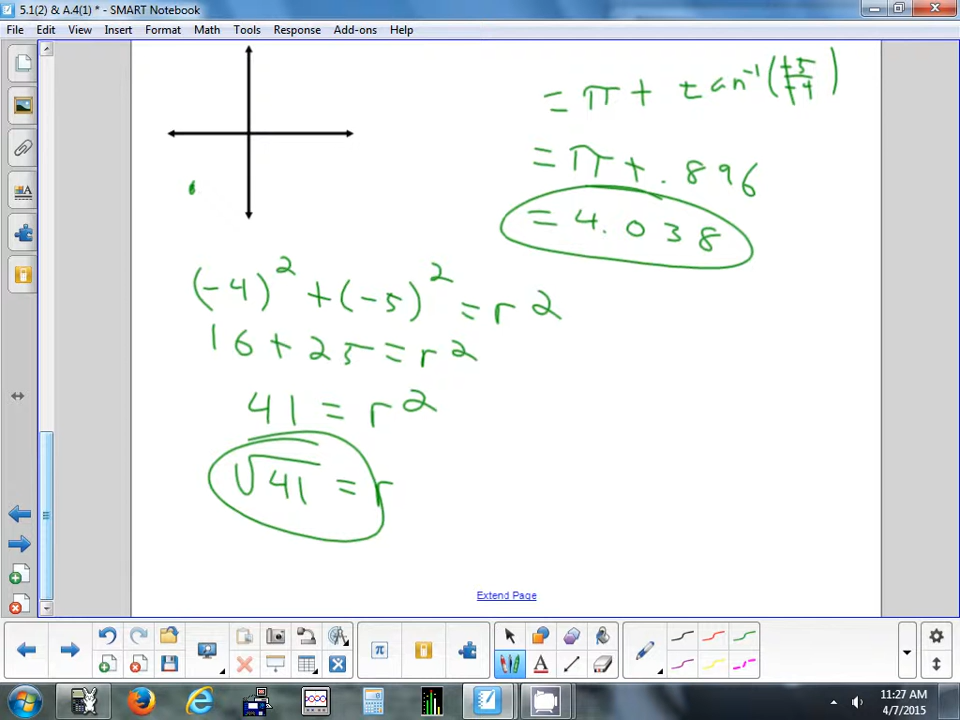 5.1(2) & A.4(1) * - SMART Notebook
File Edit View Insert Format Math Tools Response Add-ons Help
= π + tan⁻¹(+5/+4)
= π + .896
= 4.038
(-4)² + (-5)² = r²
16 + 25 = r²
41 = r²
√41 = r
Extend Page
11:27 AM
4/7/2015